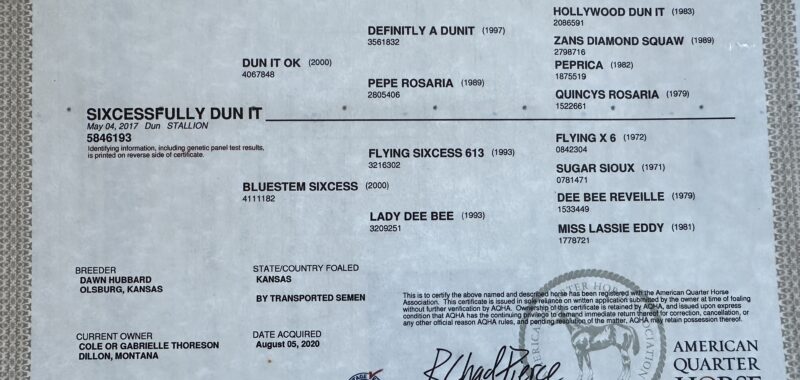 HOLLYWOOD DUN IT (1983)
2086591
DEFINITLY A DUNIT (1997)
3561832
ZANS DIAMOND SQUAW (1989)
2798716
DUN IT OK (2000)
4067848
PEPRICA (1982)
1875519
PEPE ROSARIA (1989)
2805406
QUINCYS ROSARIA (1979)
1522661
SIXCESSFULLY DUN IT
May 04, 2017 Dun STALLION
5846193
Identifying information, including genetic panel test results,
is printed on reverse side of certificate.
FLYING X 6 (1972)
0842304
FLYING SIXCESS 613 (1993)
3216302
SUGAR SIOUX (1971)
0781471
BLUESTEM SIXCESS (2000)
4111182
DEE BEE REVEILLE (1979)
1533449
LADY DEE BEE (1993)
3209251
MISS LASSIE EDDY (1981)
1778721
BREEDER
DAWN HUBBARD
OLSBURG, KANSAS
STATE/COUNTRY FOALED
KANSAS
BY TRANSPORTED SEMEN
This is to certify the above named and described horse has been registered with the American Quarter Horse
Association. This certificate is issued in sole reliance on written application submitted by the owner at time of foaling
without further verification by AQHA. Ownership of this certificate is retained by AQHA, and issued upon express
condition that AQHA has the continuing privilege to demand immediate return thereof for correction, cancellation, or
any other official reason AQHA rules, and pending resolution of the matter, AQHA may retain possession thereof.
CURRENT OWNER
COLE OR GABRIELLE THORESON
DILLON, MONTANA
DATE ACQUIRED
August 05, 2020
R Chad Pierce
AMERICAN
QUARTER
HORSE